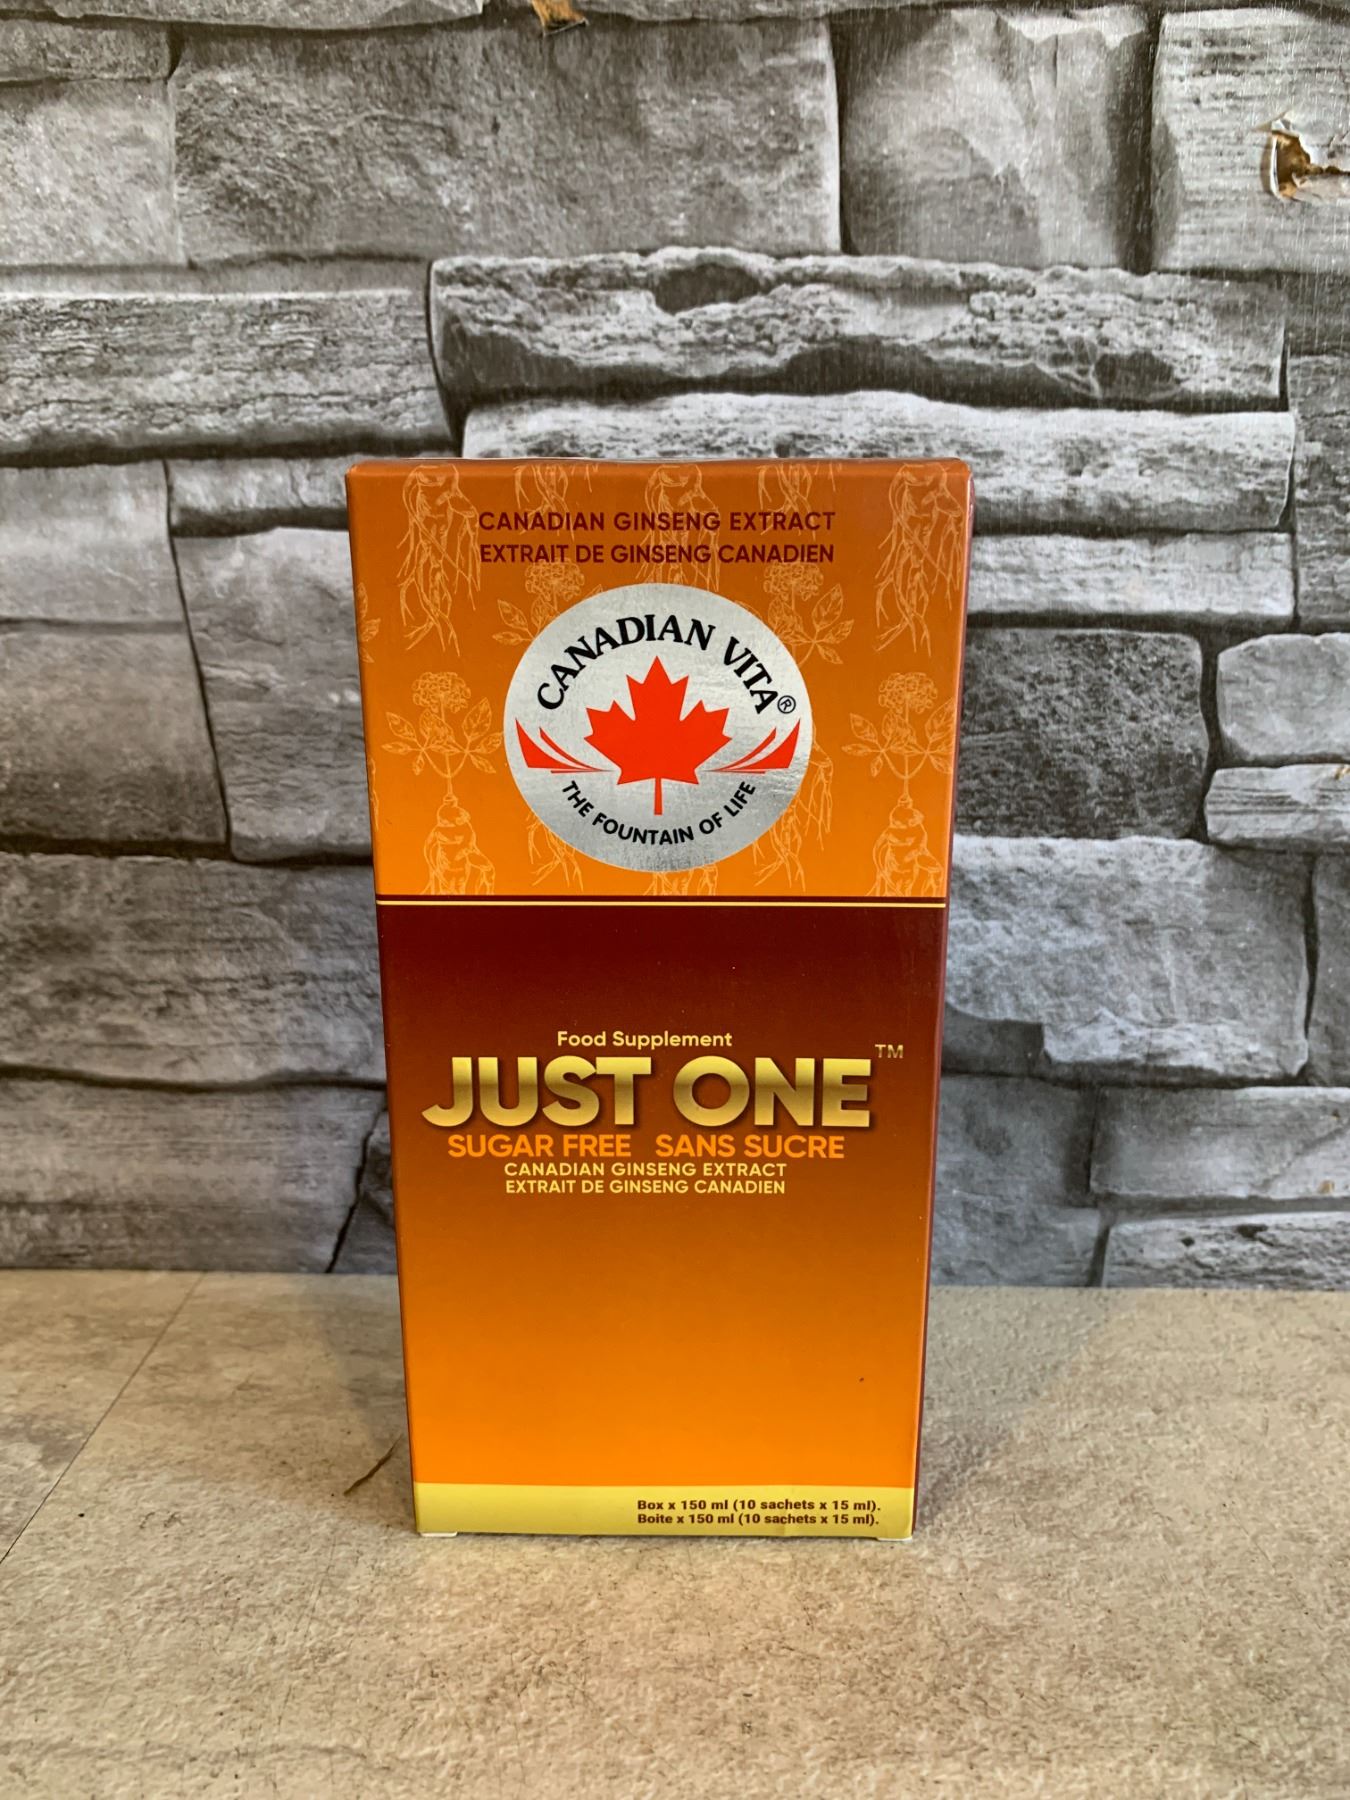 CANADIAN GINSENG EXTRACT
EXTRAIT DE GINSENG CANADIEN
CANADIAN VITA®
THE FOUNTAIN OF LIFE
Food Supplement
JUST ONE™
SUGAR FREE SANS SUCRE
CANADIAN GINSENG EXTRACT
EXTRAIT DE GINSENG CANADIEN
Box x 150 ml (10 sachets x 15 ml).
Boite x 150 ml (10 sachets x 15 ml).